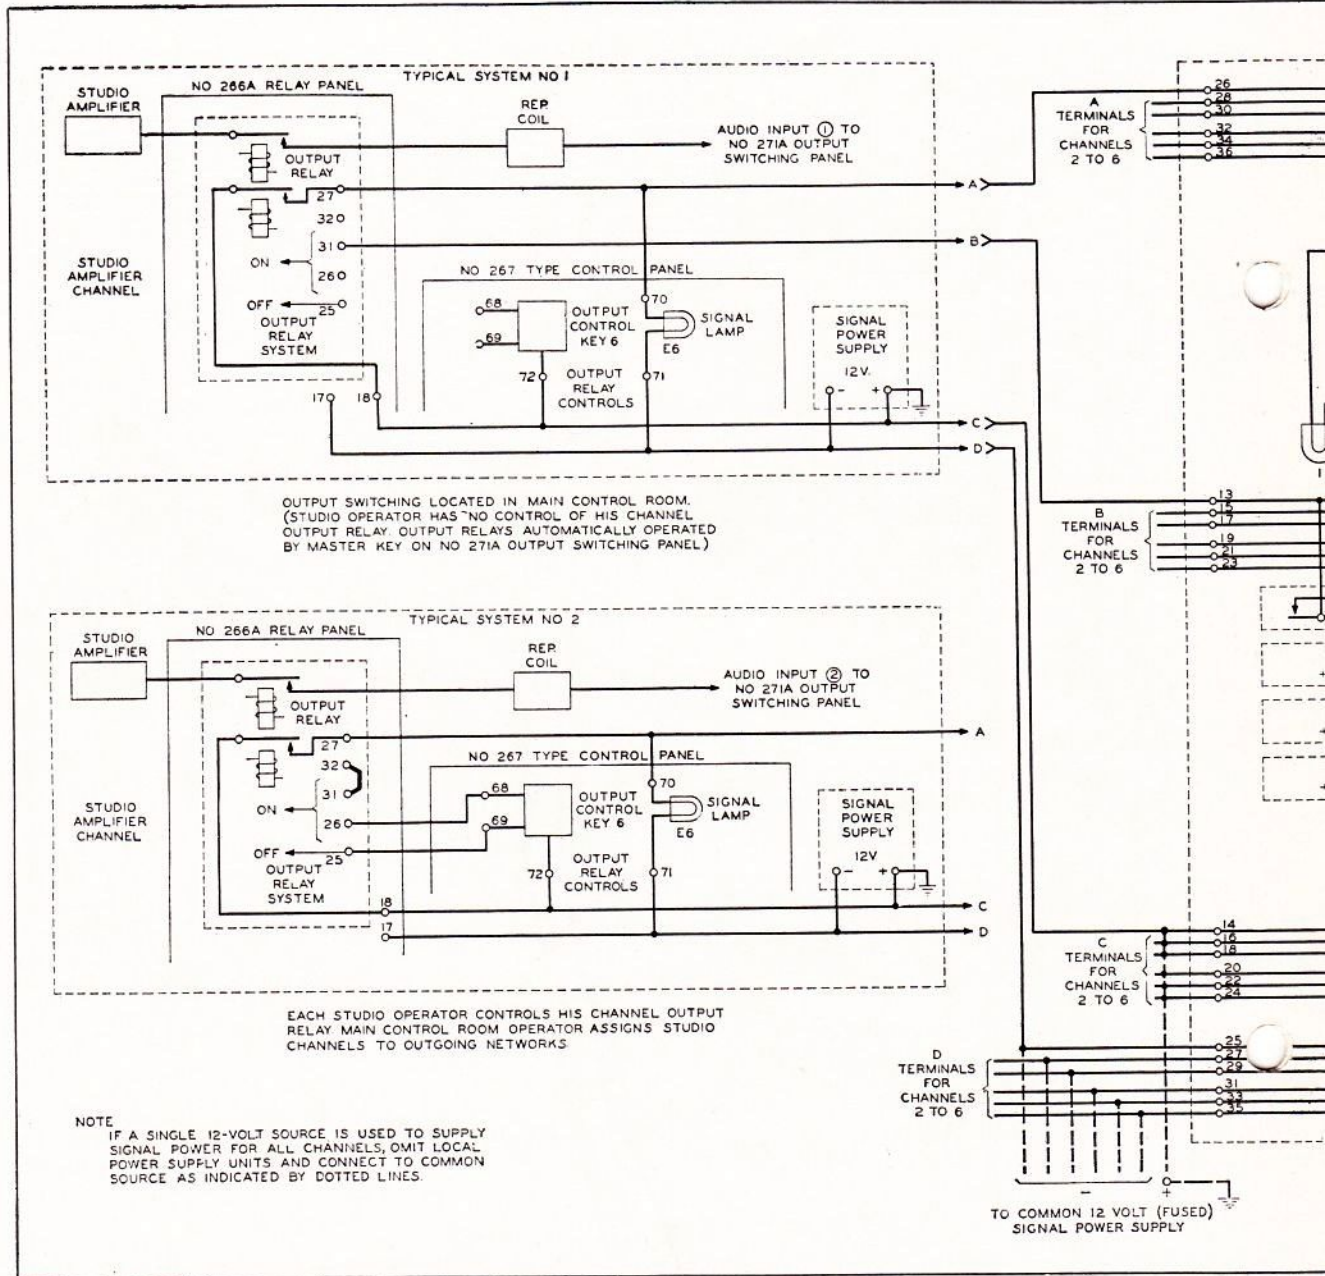 TYPICAL SYSTEM NO 1
STUDIO
AMPLIFIER
NO 266A RELAY PANEL
REP.
COIL
AUDIO INPUT ① TO
NO 271A OUTPUT
SWITCHING PANEL
OUTPUT
RELAY
27
32
31
ON
26
OFF
25
OUTPUT
RELAY
SYSTEM
STUDIO
AMPLIFIER
CHANNEL
NO 267 TYPE CONTROL PANEL
68
69
OUTPUT
CONTROL
KEY 6
70
SIGNAL
LAMP
E6
72
OUTPUT
RELAY
CONTROLS
71
SIGNAL
POWER
SUPPLY
12V.
- +
17
18
A
B
C
D
OUTPUT SWITCHING LOCATED IN MAIN CONTROL ROOM.
(STUDIO OPERATOR HAS NO CONTROL OF HIS CHANNEL
OUTPUT RELAY. OUTPUT RELAYS AUTOMATICALLY OPERATED
BY MASTER KEY ON NO 271A OUTPUT SWITCHING PANEL)
TYPICAL SYSTEM NO 2
STUDIO
AMPLIFIER
NO 266A RELAY PANEL
REP.
COIL
AUDIO INPUT ② TO
NO 271A OUTPUT
SWITCHING PANEL
OUTPUT
RELAY
27
32
31
ON
26
OFF
25
OUTPUT
RELAY
SYSTEM
STUDIO
AMPLIFIER
CHANNEL
NO 267 TYPE CONTROL PANEL
68
69
OUTPUT
CONTROL
KEY 6
70
SIGNAL
LAMP
E6
72
OUTPUT
RELAY
CONTROLS
71
SIGNAL
POWER
SUPPLY
12V
- +
18
17
A
C
D
EACH STUDIO OPERATOR CONTROLS HIS CHANNEL OUTPUT
RELAY. MAIN CONTROL ROOM OPERATOR ASSIGNS STUDIO
CHANNELS TO OUTGOING NETWORKS
NOTE
IF A SINGLE 12-VOLT SOURCE IS USED TO SUPPLY
SIGNAL POWER FOR ALL CHANNELS, OMIT LOCAL
POWER SUPPLY UNITS AND CONNECT TO COMMON
SOURCE AS INDICATED BY DOTTED LINES.
A
TERMINALS
FOR
CHANNELS
2 TO 6
26
28
30
32
34
36
B
TERMINALS
FOR
CHANNELS
2 TO 6
13
15
17
19
21
23
C
TERMINALS
FOR
CHANNELS
2 TO 6
14
16
18
20
22
24
D
TERMINALS
FOR
CHANNELS
2 TO 6
25
27
29
31
33
35
- +
TO COMMON 12 VOLT (FUSED)
SIGNAL POWER SUPPLY